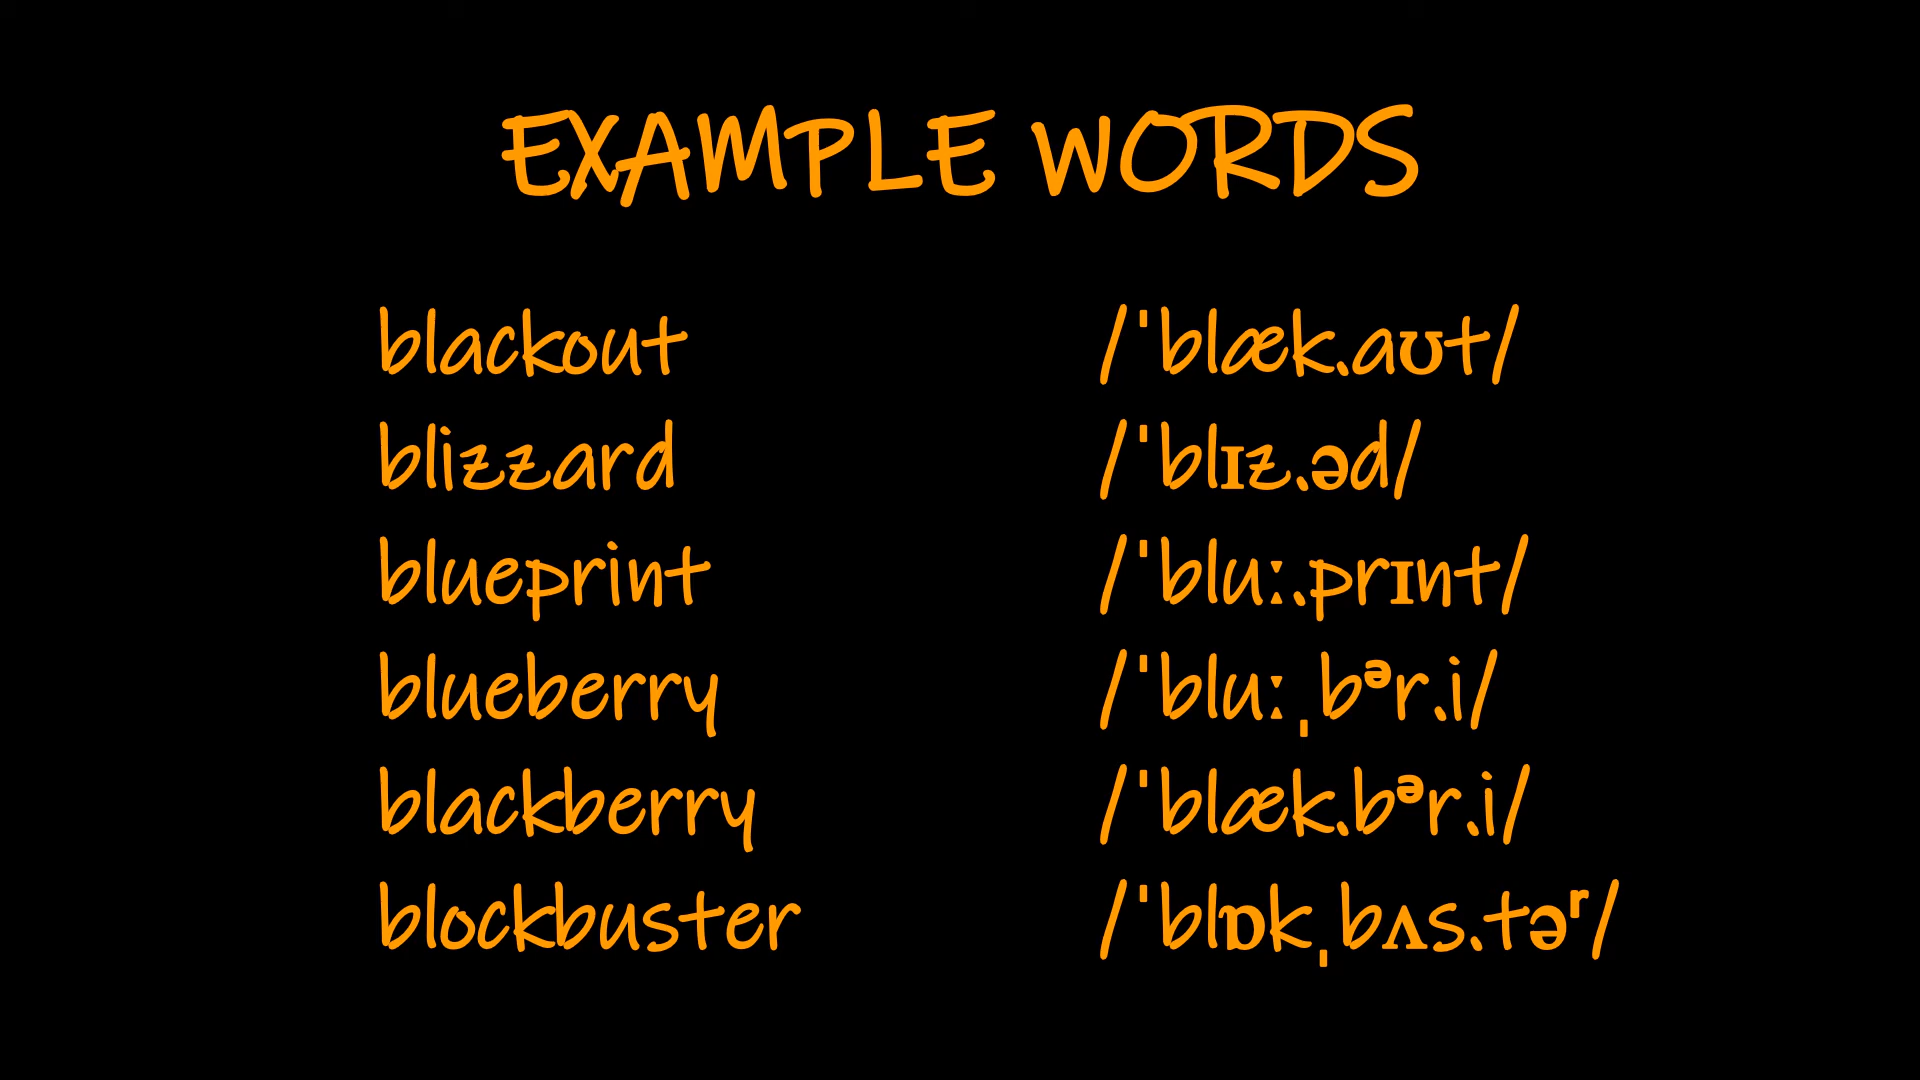 EXAMPLE WORDS
blackout /ˈblæk.aʊt/
blizzard /ˈblɪz.əd/
blueprint /ˈbluː.prɪnt/
blueberry /ˈbluːˌbᵊr.i/
blackberry /ˈblæk.bᵊr.i/
blockbuster /ˈblɒkˌbʌs.təʳ/